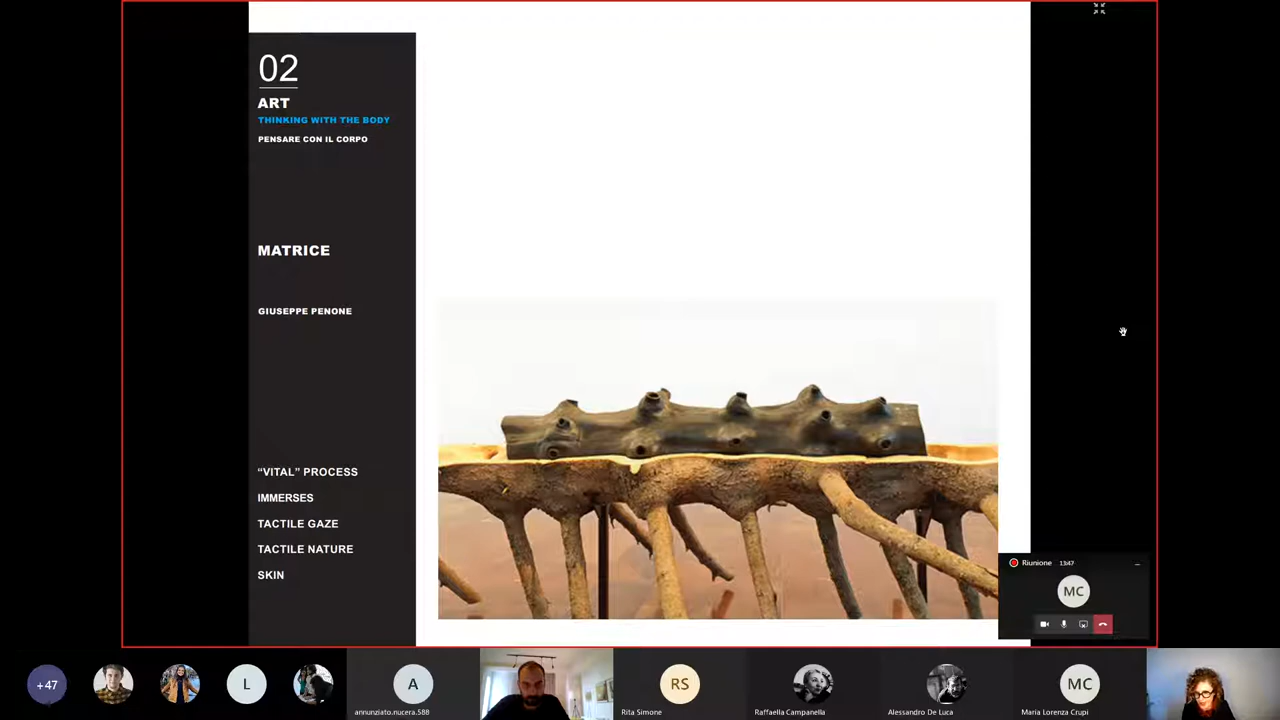 02
ART
THINKING WITH THE BODY
PENSARE CON IL CORPO
MATRICE
GIUSEPPE PENONE
“VITAL” PROCESS
IMMERSES
TACTILE GAZE
TACTILE NATURE
SKIN
Riunione 13:47
MC
+47
L
A
annunziato.nucera.588
RS
Rita Simone
Raffaella Campanella
Alessandro De Luca
MC
Maria Lorenza Crupi